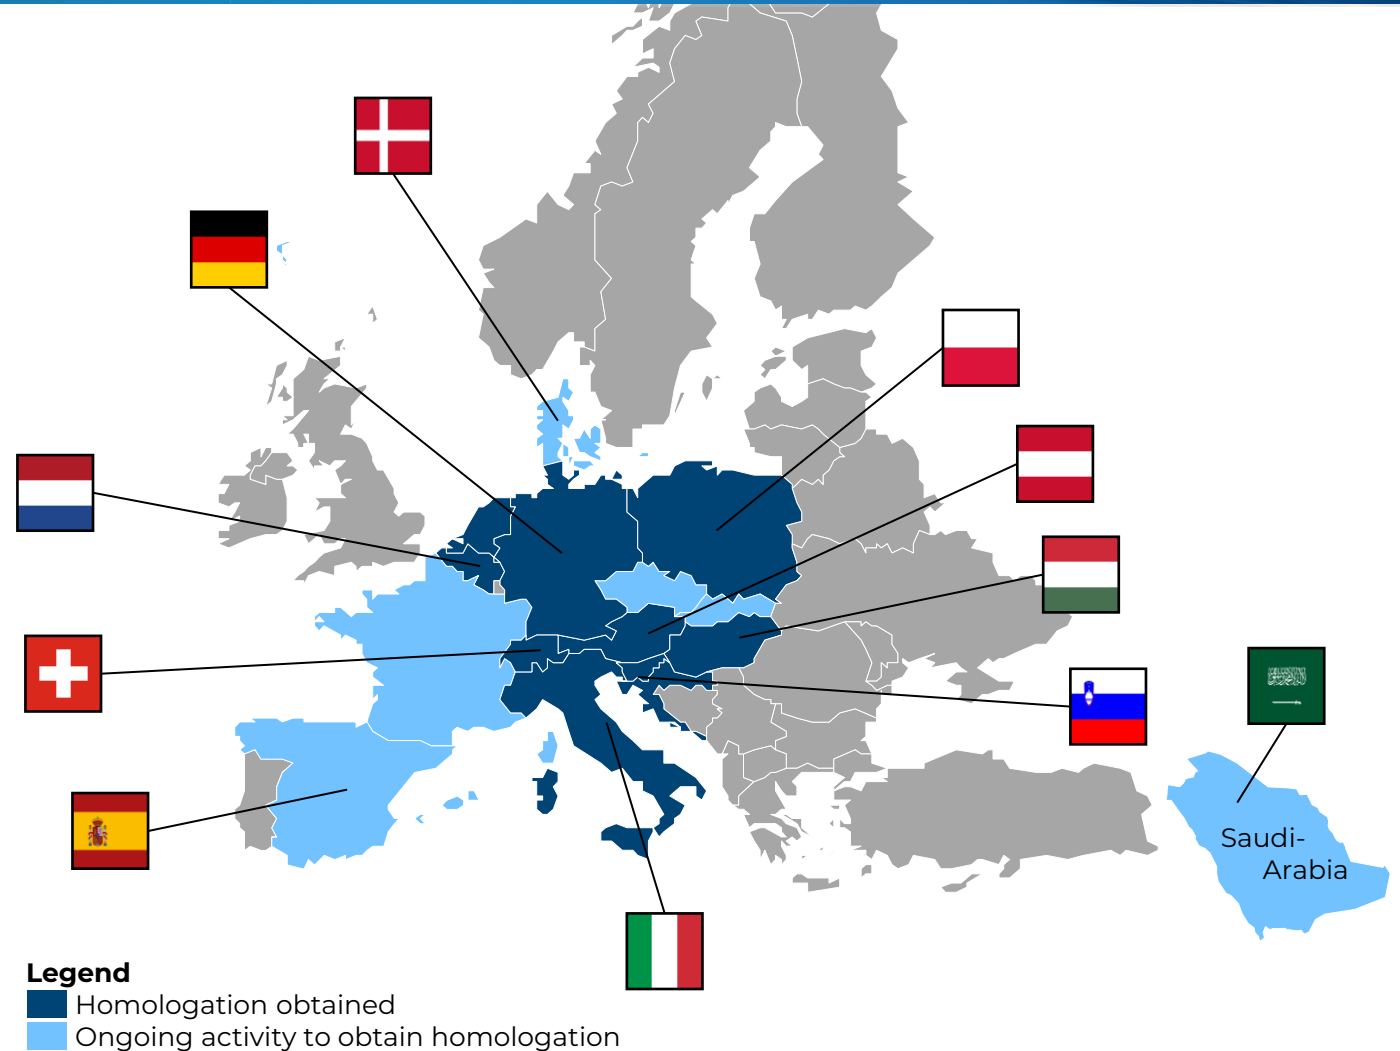 Saudi-
Arabia
Legend
Homologation obtained
Ongoing activity to obtain homologation